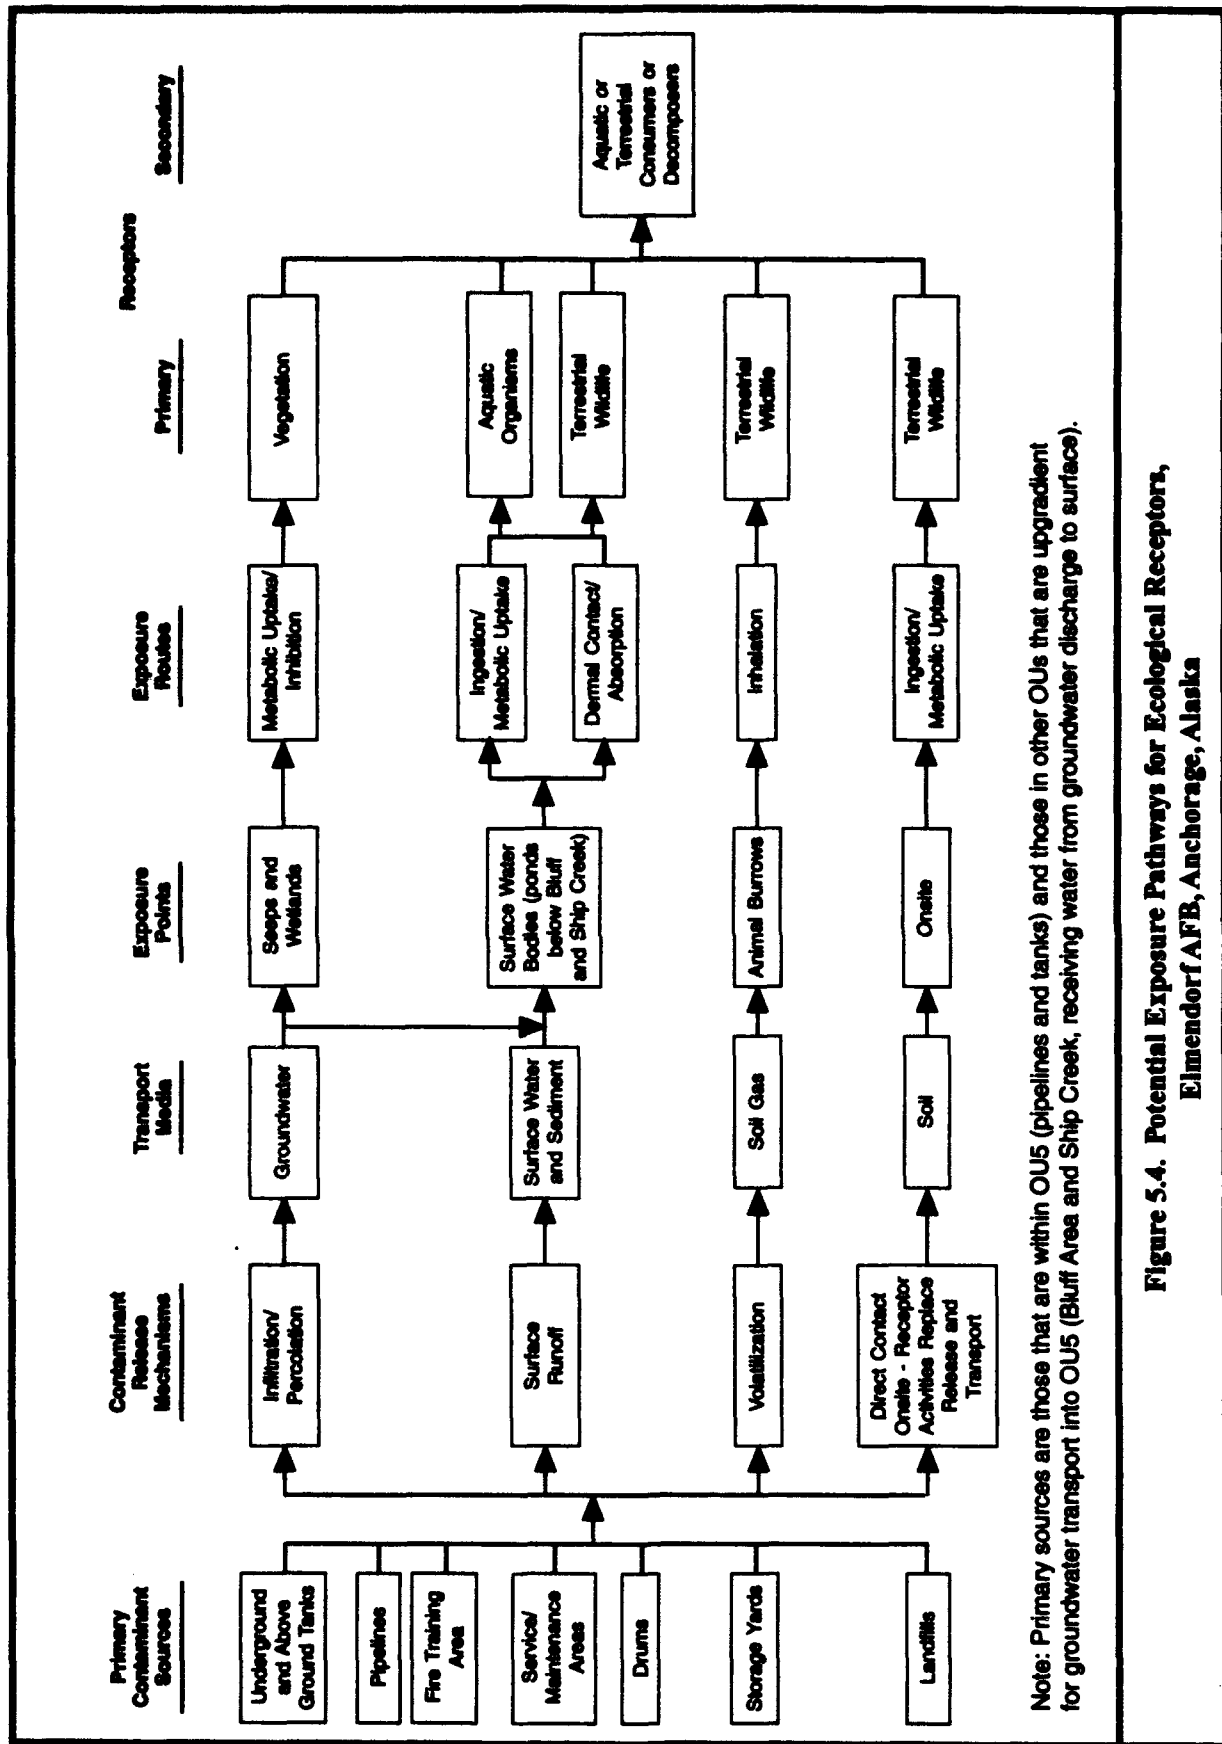 Primary
Contaminant
Sources
Contaminant
Release
Mechanisms
Transport
Media
Exposure
Points
Exposure
Routes
Receptors
Primary
Secondary
Underground
and Above
Ground Tanks
Pipelines
Fire Training
Area
Service/
Maintenance
Areas
Drums
Storage Yards
Landfills
Infiltration/
Percolation
Groundwater
Seeps and
Wetlands
Metabolic Uptake/
Inhibition
Vegetation
Surface
Runoff
Surface Water
and Sediment
Surface Water
Bodies (ponds
below Bluff
and Ship Creek)
Ingestion/
Metabolic Uptake
Dermal Contact/
Absorption
Aquatic
Organisms
Terrestrial
Wildlife
Volatilization
Soil Gas
Animal Burrows
Inhalation
Terrestrial
Wildlife
Direct Contact
Onsite - Receptor
Activities Replace
Release and
Transport
Soil
Onsite
Ingestion/
Metabolic Uptake
Terrestrial
Wildlife
Aquatic or
Terrestrial
Consumers or
Decomposers
Note: Primary sources are those that are within OU5 (pipelines and tanks) and those in other OUs that are upgradient
for groundwater transport into OU5 (Bluff Area and Ship Creek, receiving water from groundwater discharge to surface).
Figure 5.4. Potential Exposure Pathways for Ecological Receptors,
Elmendorf AFB, Anchorage, Alaska